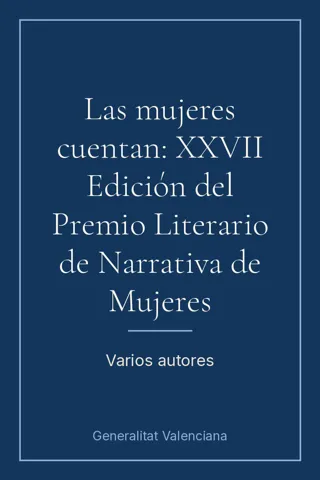 Las mujeres
cuentan: XXVII
Edición del
Premio Literario
de Narrativa de
Mujeres
Varios autores
Generalitat Valenciana